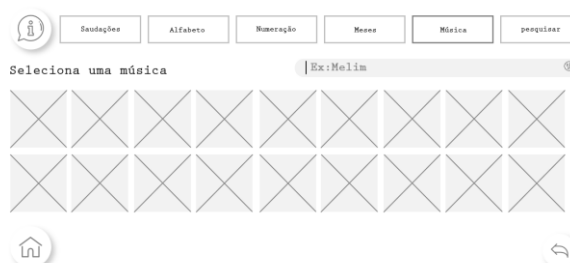 Saudações Alfabeto Numeração Meses Música pesquisar
Seleciona uma música Ex:Melim